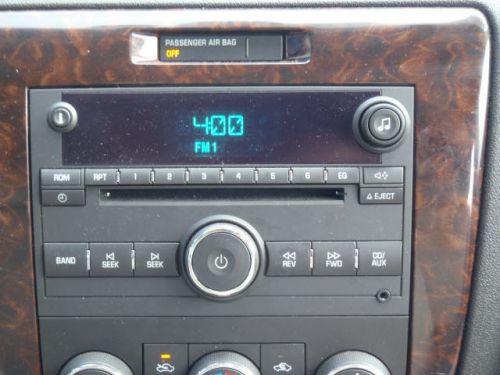 PASSENGER AIR BAG
OFF
400
FM1
RDM RPT 1 2 3 4 5 6 EQ
EJECT
BAND SEEK SEEK REV FWD CD/
AUX